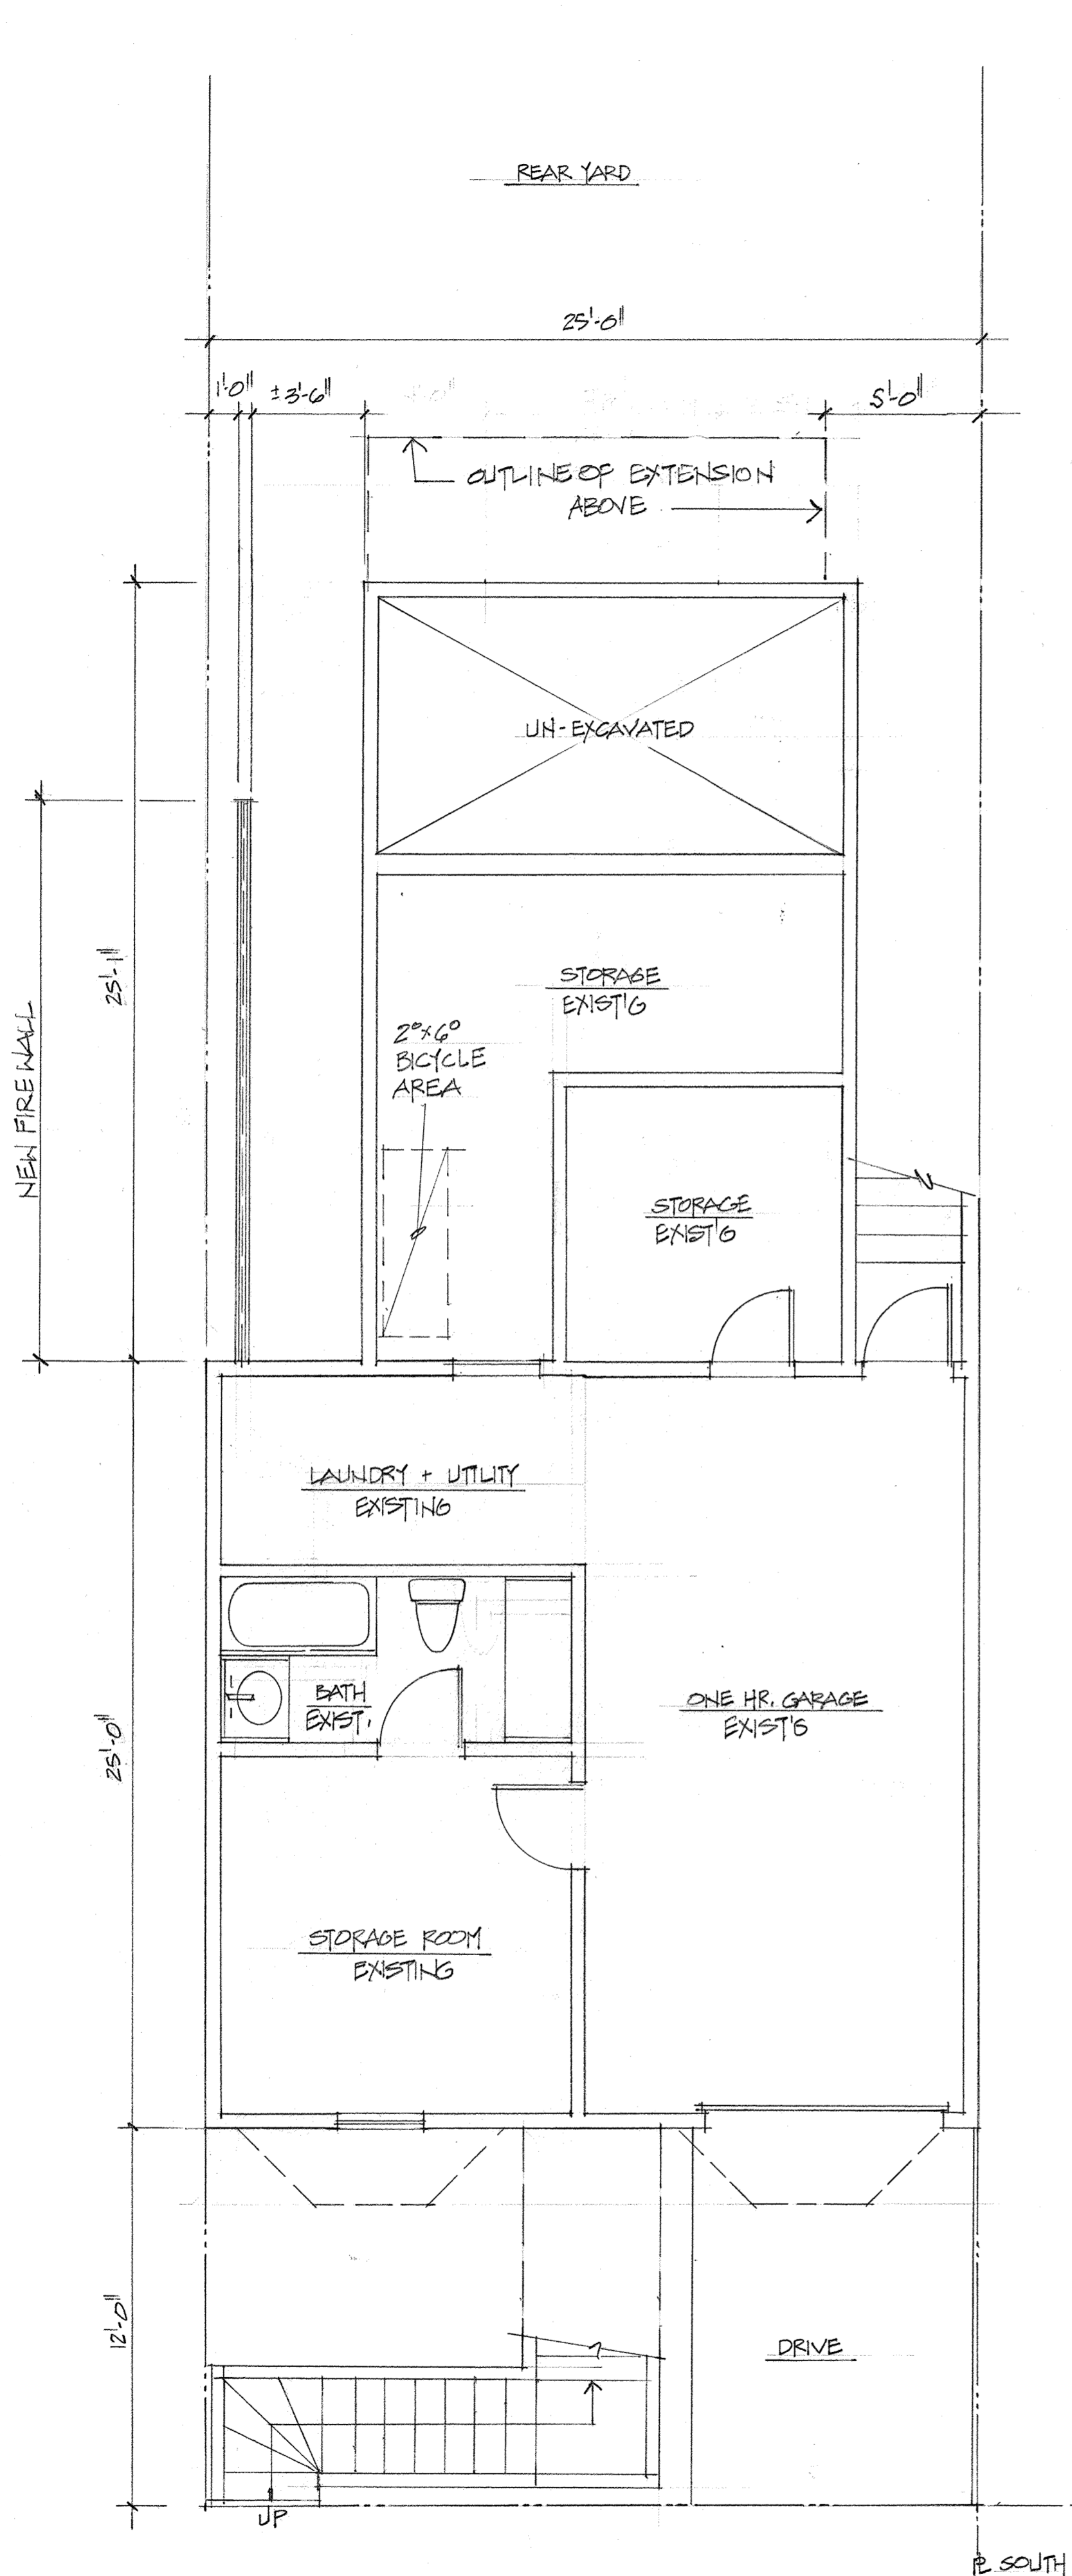 REAR YARD
25'-0"
1'-0"
±3'-6"
5'-0"
OUTLINE OF EXTENSION
ABOVE
UN-EXCAVATED
25'-1"
NEW FIREWALL
STORAGE
EXIST'G
2⁰x6⁰
BICYCLE
AREA
STORAGE
EXIST'G
LAUNDRY + UTILITY
EXISTING
BATH
EXIST.
ONE HR. GARAGE
EXIST'G
25'-0"
STORAGE ROOM
EXISTING
12'-0"
DRIVE
UP
PL SOUTH